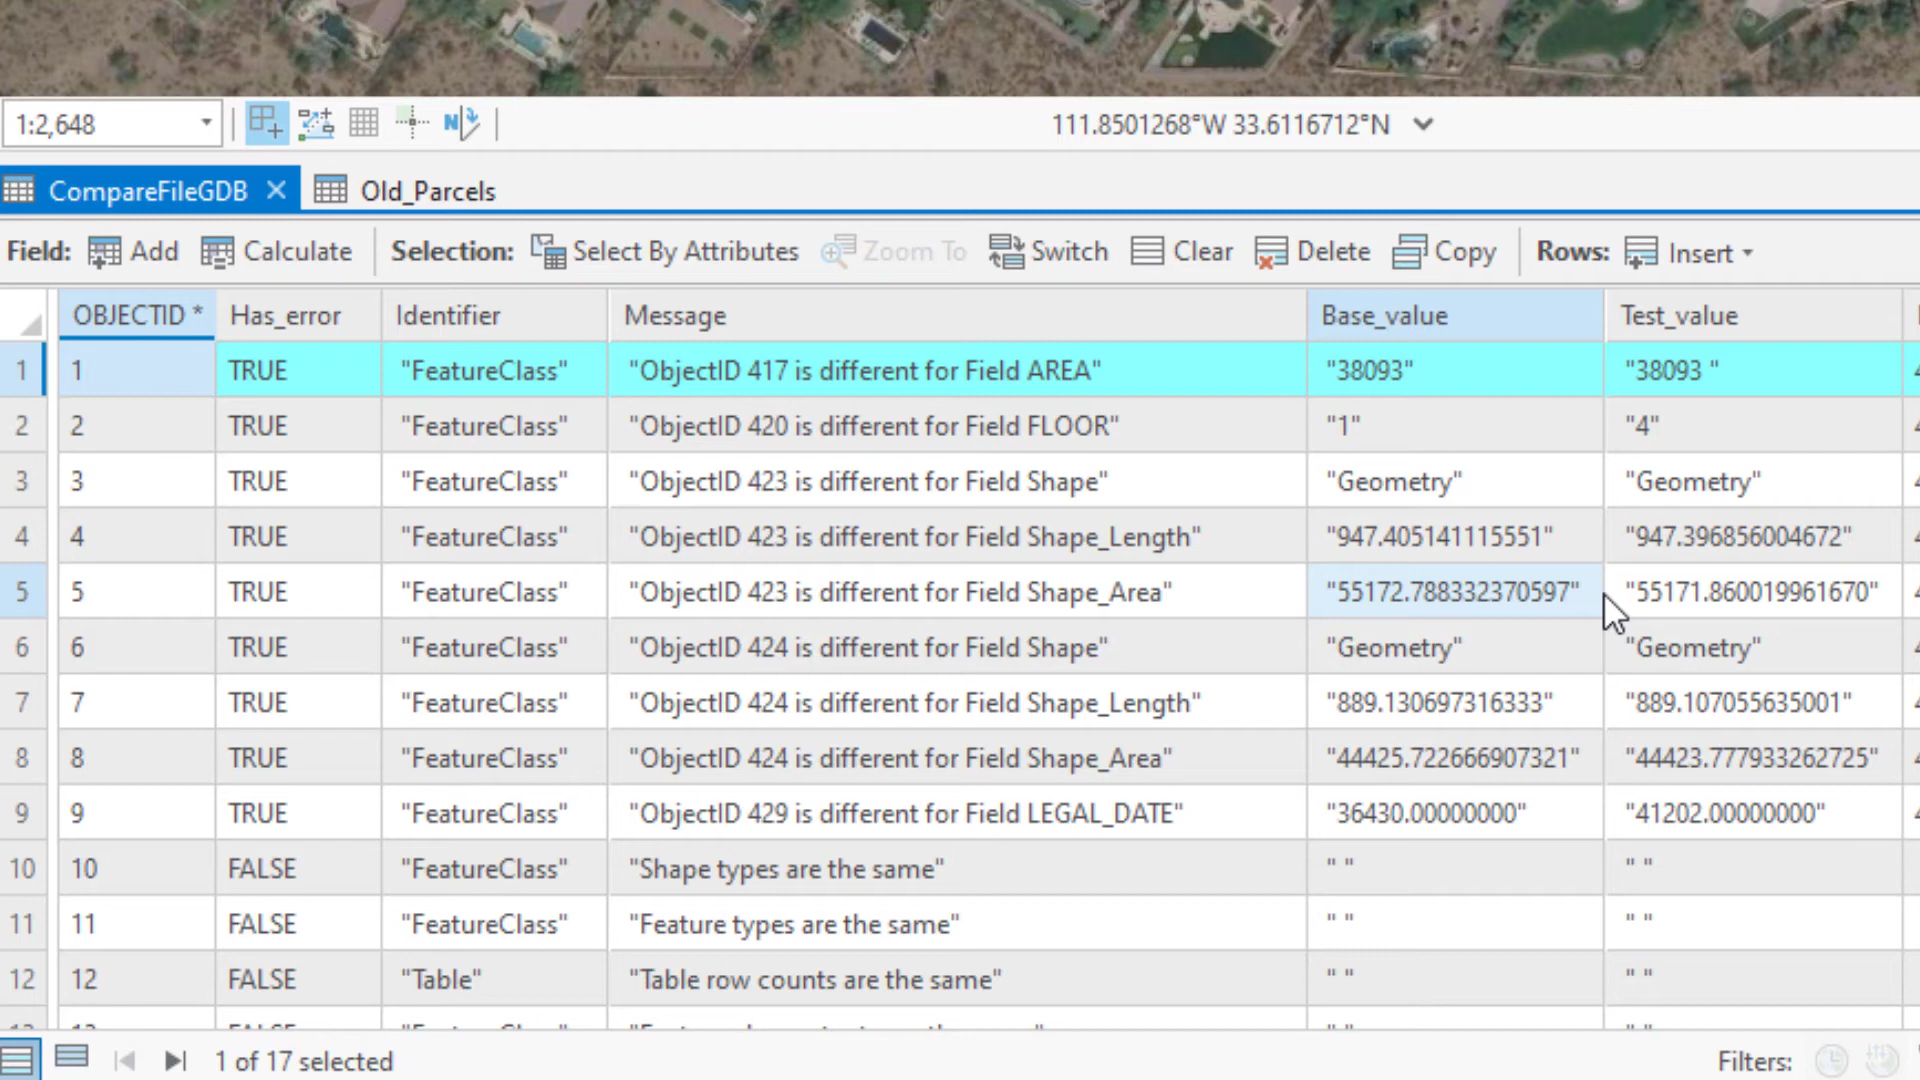 1:2,648 111.8501268°W 33.6116712°N
CompareFileGDB Old_Parcels
Field: Add Calculate Selection: Select By Attributes Zoom To Switch Clear Delete Copy Rows: Insert
OBJECTID * Has_error Identifier Message Base_value Test_value
1 1 TRUE "FeatureClass" "ObjectID 417 is different for Field AREA" "38093" "38093 "
2 2 TRUE "FeatureClass" "ObjectID 420 is different for Field FLOOR" "1" "4"
3 3 TRUE "FeatureClass" "ObjectID 423 is different for Field Shape" "Geometry" "Geometry"
4 4 TRUE "FeatureClass" "ObjectID 423 is different for Field Shape_Length" "947.405141115551" "947.396856004672"
5 5 TRUE "FeatureClass" "ObjectID 423 is different for Field Shape_Area" "55172.788332370597" "55171.860019961670"
6 6 TRUE "FeatureClass" "ObjectID 424 is different for Field Shape" "Geometry" "Geometry"
7 7 TRUE "FeatureClass" "ObjectID 424 is different for Field Shape_Length" "889.130697316333" "889.107055635001"
8 8 TRUE "FeatureClass" "ObjectID 424 is different for Field Shape_Area" "44425.722666907321" "44423.777933262725"
9 9 TRUE "FeatureClass" "ObjectID 429 is different for Field LEGAL_DATE" "36430.00000000" "41202.00000000"
10 10 FALSE "FeatureClass" "Shape types are the same" " " " "
11 11 FALSE "FeatureClass" "Feature types are the same" " " " "
12 12 FALSE "Table" "Table row counts are the same" " " " "
1 of 17 selected Filters: